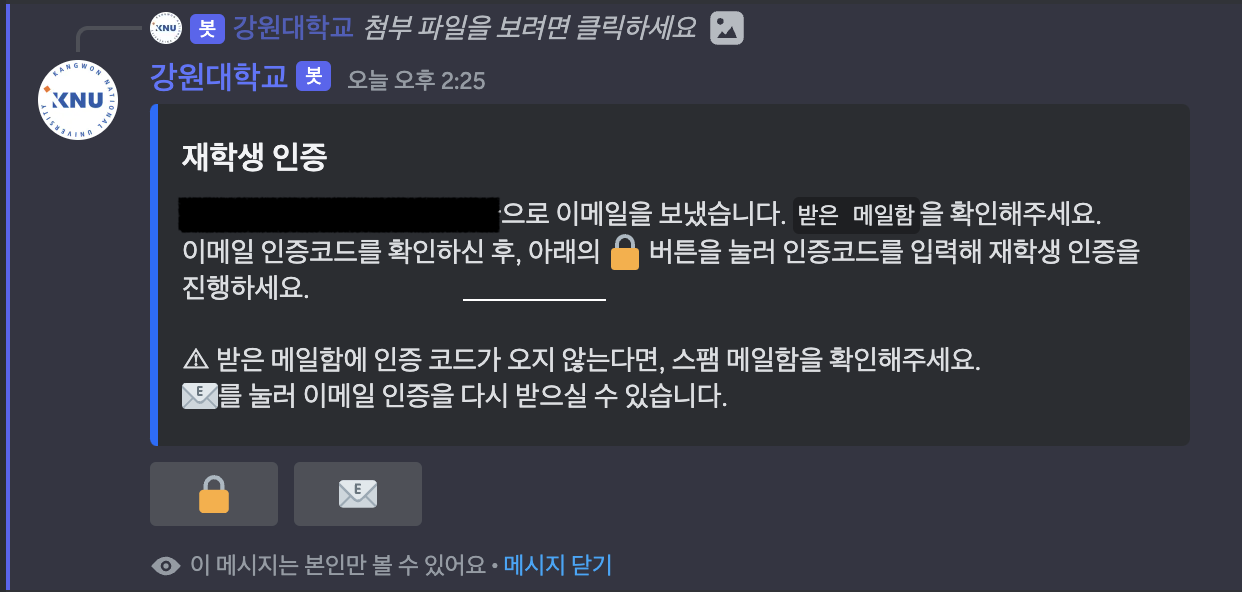 KNU 봇 강원대학교 첨부 파일을 보려면 클릭하세요
KANGWON NATIONAL UNIVERSITY
KNU
강원대학교 봇 오늘 오후 2:25
재학생 인증
으로 이메일을 보냈습니다. 받은 메일함을 확인해주세요.
이메일 인증코드를 확인하신 후, 아래의 🔒 버튼을 눌러 인증코드를 입력해 재학생 인증을
진행하세요.
⚠ 받은 메일함에 인증 코드가 오지 않는다면, 스팸 메일함을 확인해주세요.
📧를 눌러 이메일 인증을 다시 받으실 수 있습니다.
E
이 메시지는 본인만 볼 수 있어요 • 메시지 닫기